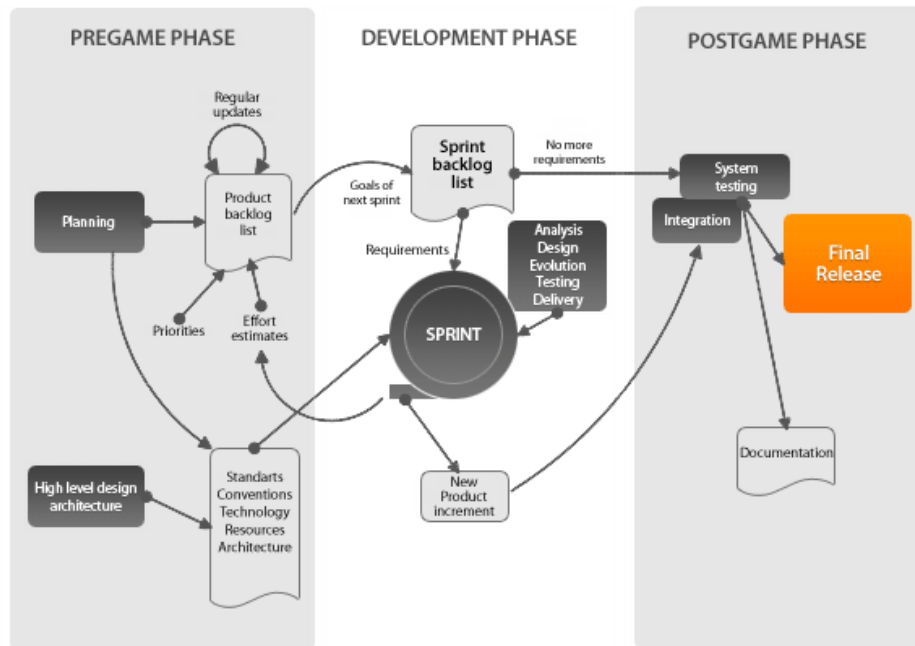 PREGAME PHASE
DEVELOPMENT PHASE
POSTGAME PHASE
Regular
updates
Product
backlog
list
Planning
Priorities
Effort
estimates
High level design
architecture
Standarts
Conventions
Technology
Resources
Architecture
Goals of
next sprint
Sprint
backlog
list
No more
requirements
Requirements
Analysis
Design
Evolution
Testing
Delivery
SPRINT
New
Product
increment
System
testing
Integration
Final
Release
Documentation